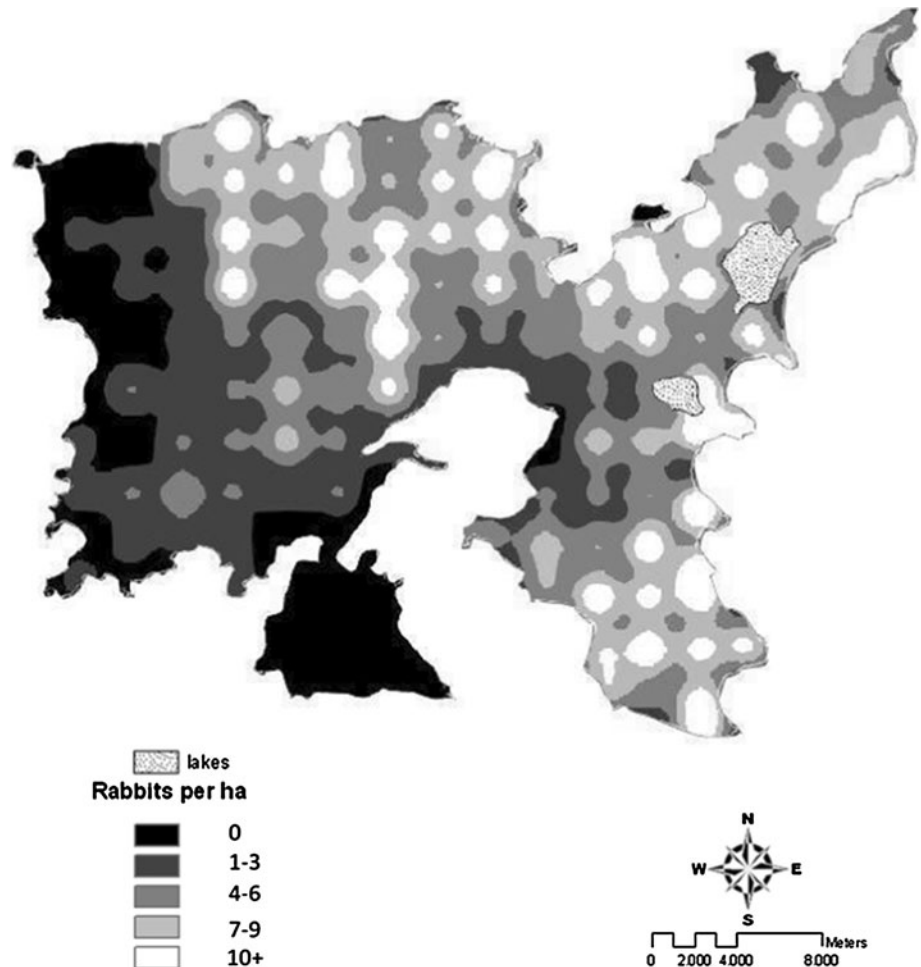 lakes
Rabbits per ha
0
1-3
4-6
7-9
10+
N
W E
S
Meters
0 2.000 4.000 8.000